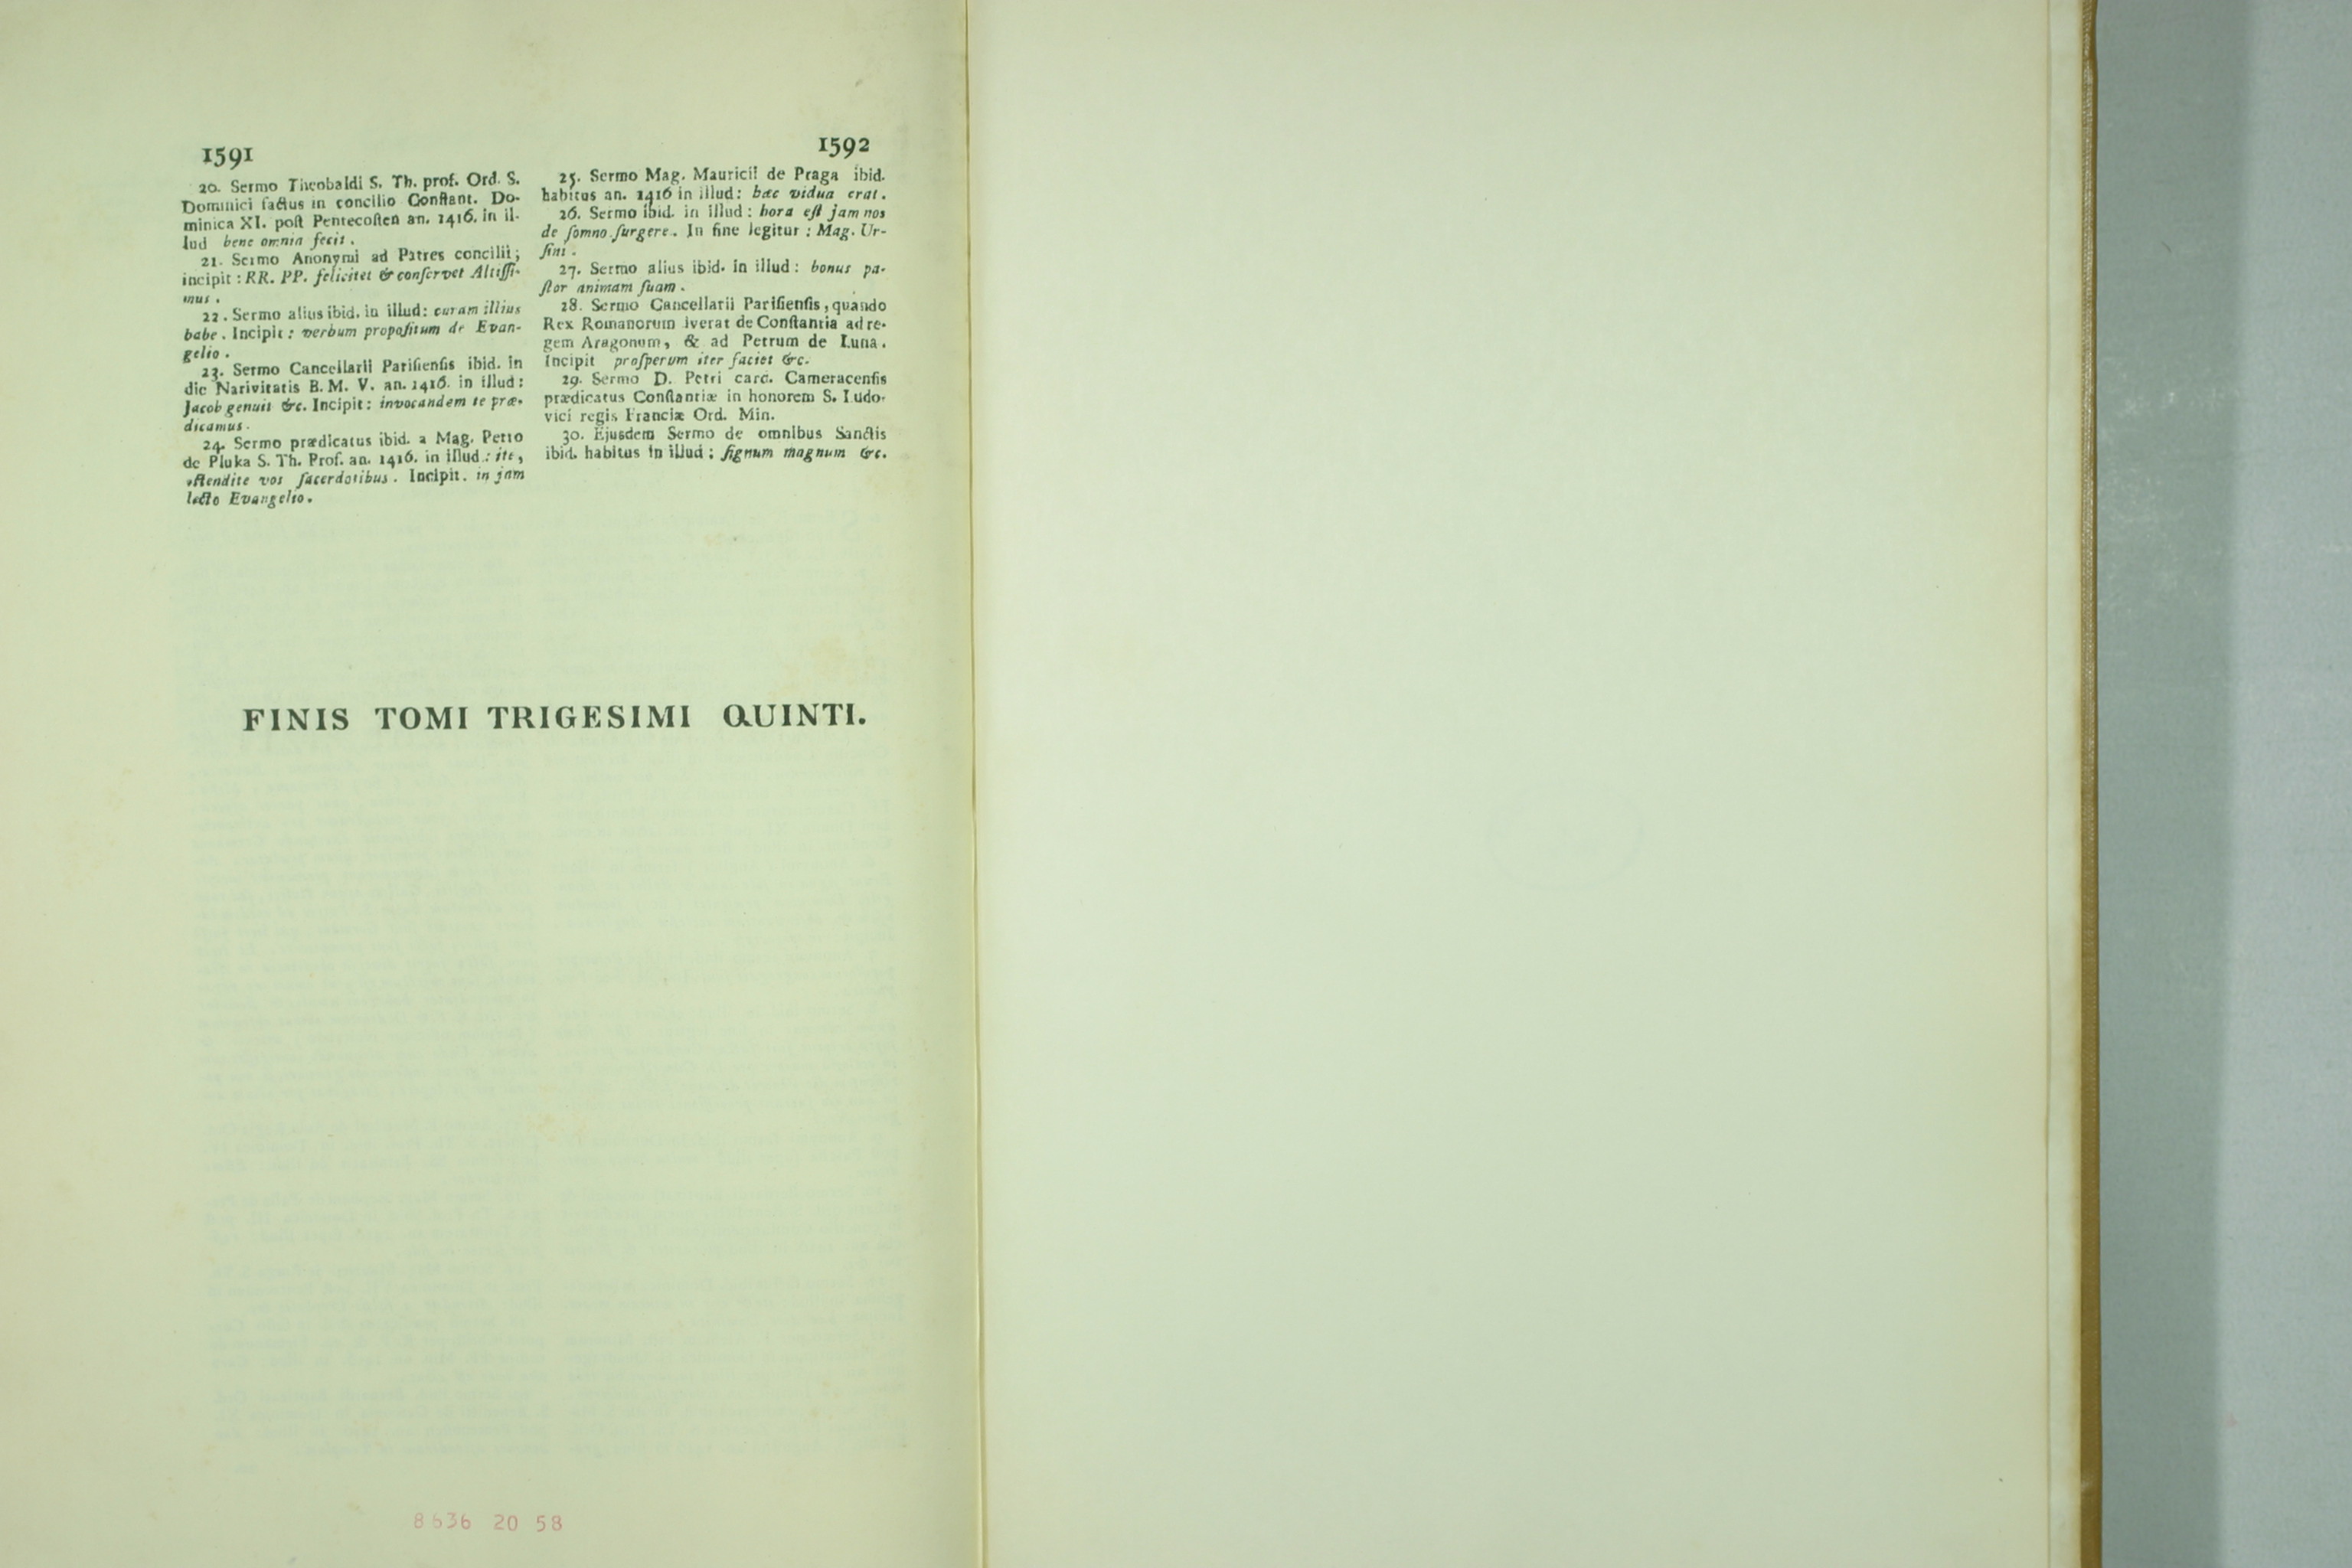 1591
20. Sermo Theobaldi S. Th. prof. Ord. S.
Dominici factus in concilio Conſtant. Do-
minica XI. poſt Pentecoſten an. 1416. in il-
lud bene omnia fecit.
21. Sermo Anonymi ad Patres concilii;
incipit: RR. PP. felicitet & conſervet Altiſſi-
mus.
22. Sermo alius ibid. in illud: curam illius
habe. Incipit: verbum propoſitum de Evan-
gelio.
23. Sermo Cancellarii Pariſienſis ibid. in
die Narivitatis B. M. V. an. 1416. in illud:
Jacob genuit &c. Incipit: invocandem te præ-
dicamus.
24. Sermo prædicatus ibid. a Mag. Petro
de Pluka S. Th. Prof. an. 1416. in illud: ite,
oſtendite vos ſacerdotibus. Incipit. in jam
lecto Evangelio.
1592
25. Sermo Mag. Mauricii de Praga ibid.
habitus an. 1416 in illud: hæc vidua erat.
26. Sermo ibid. in illud: hora eſt jam nos
de ſomno ſurgere. In fine legitur: Mag. Ur-
ſini.
27. Sermo alius ibid. in illud: bonus pa-
ſtor animam ſuam.
28. Sermo Cancellarii Pariſienſis, quando
Rex Romanorum iverat de Conſtantia ad re-
gem Aragonum, & ad Petrum de Luna.
Incipit proſperum iter faciet &c.
29. Sermo D. Petri card. Cameracenſis
prædicatus Conſtantiæ in honorem S. Ludo-
vici regis Franciæ Ord. Min.
30. Ejusdem Sermo de omnibus Sanctis
ibid. habitus in illud: ſignum magnum &c.
FINIS TOMI TRIGESIMI QUINTI.
8636 20 58